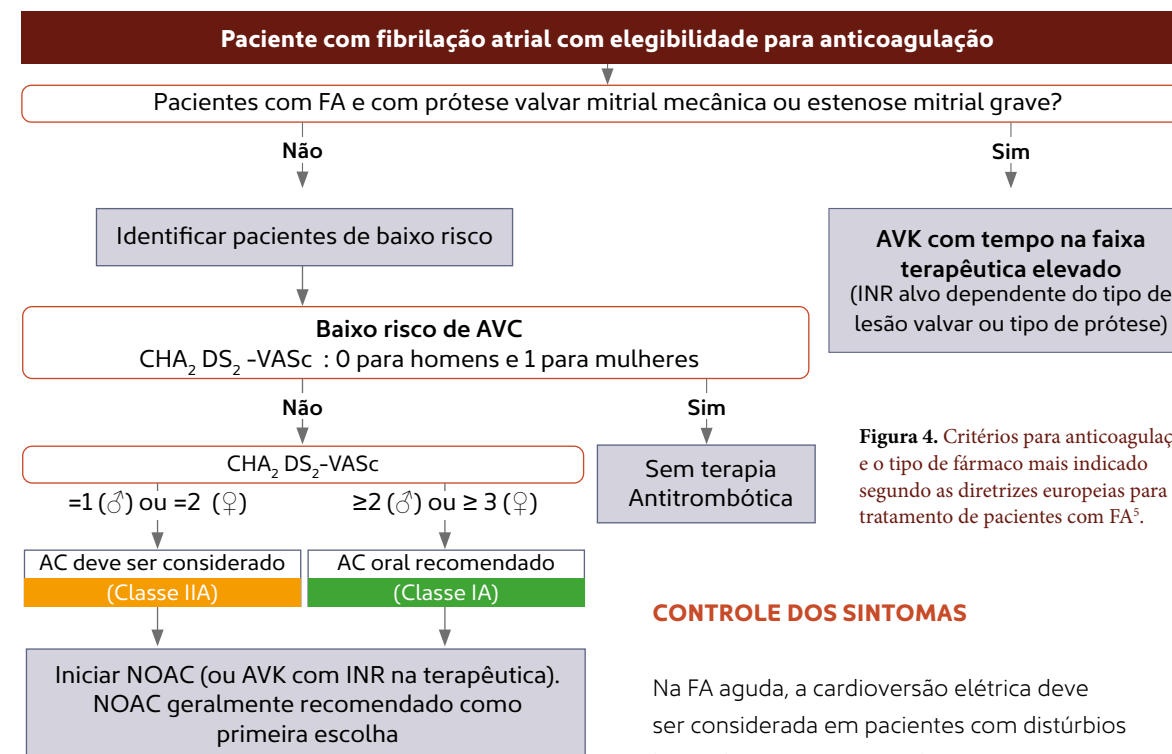 Paciente com fibrilação atrial com elegibilidade para anticoagulação
Pacientes com FA e com prótese valvar mitrial mecânica ou estenose mitrial grave?
Não
Sim
Identificar pacientes de baixo risco
AVK com tempo na faixa
terapêutica elevado
(INR alvo dependente do tipo de
lesão valvar ou tipo de prótese)
Baixo risco de AVC
CHA₂ DS₂ -VASc : 0 para homens e 1 para mulheres
Não
Sim
CHA₂ DS₂-VASc
=1 (♂) ou =2 (♀)
≥2 (♂) ou ≥ 3 (♀)
Sem terapia
Antitrombótica
AC deve ser considerado
(Classe IIA)
AC oral recomendado
(Classe IA)
Iniciar NOAC (ou AVK com INR na terapêutica).
NOAC geralmente recomendado como
primeira escolha
Figura 4. Critérios para
e o tipo de fármaco mais indicado
segundo as diretrizes europeias para
tratamento de pacientes com FA⁵.
CONTROLE DOS SINTOMAS
Na FA aguda, a cardioversão elétrica deve
ser considerada em pacientes com distúrbios